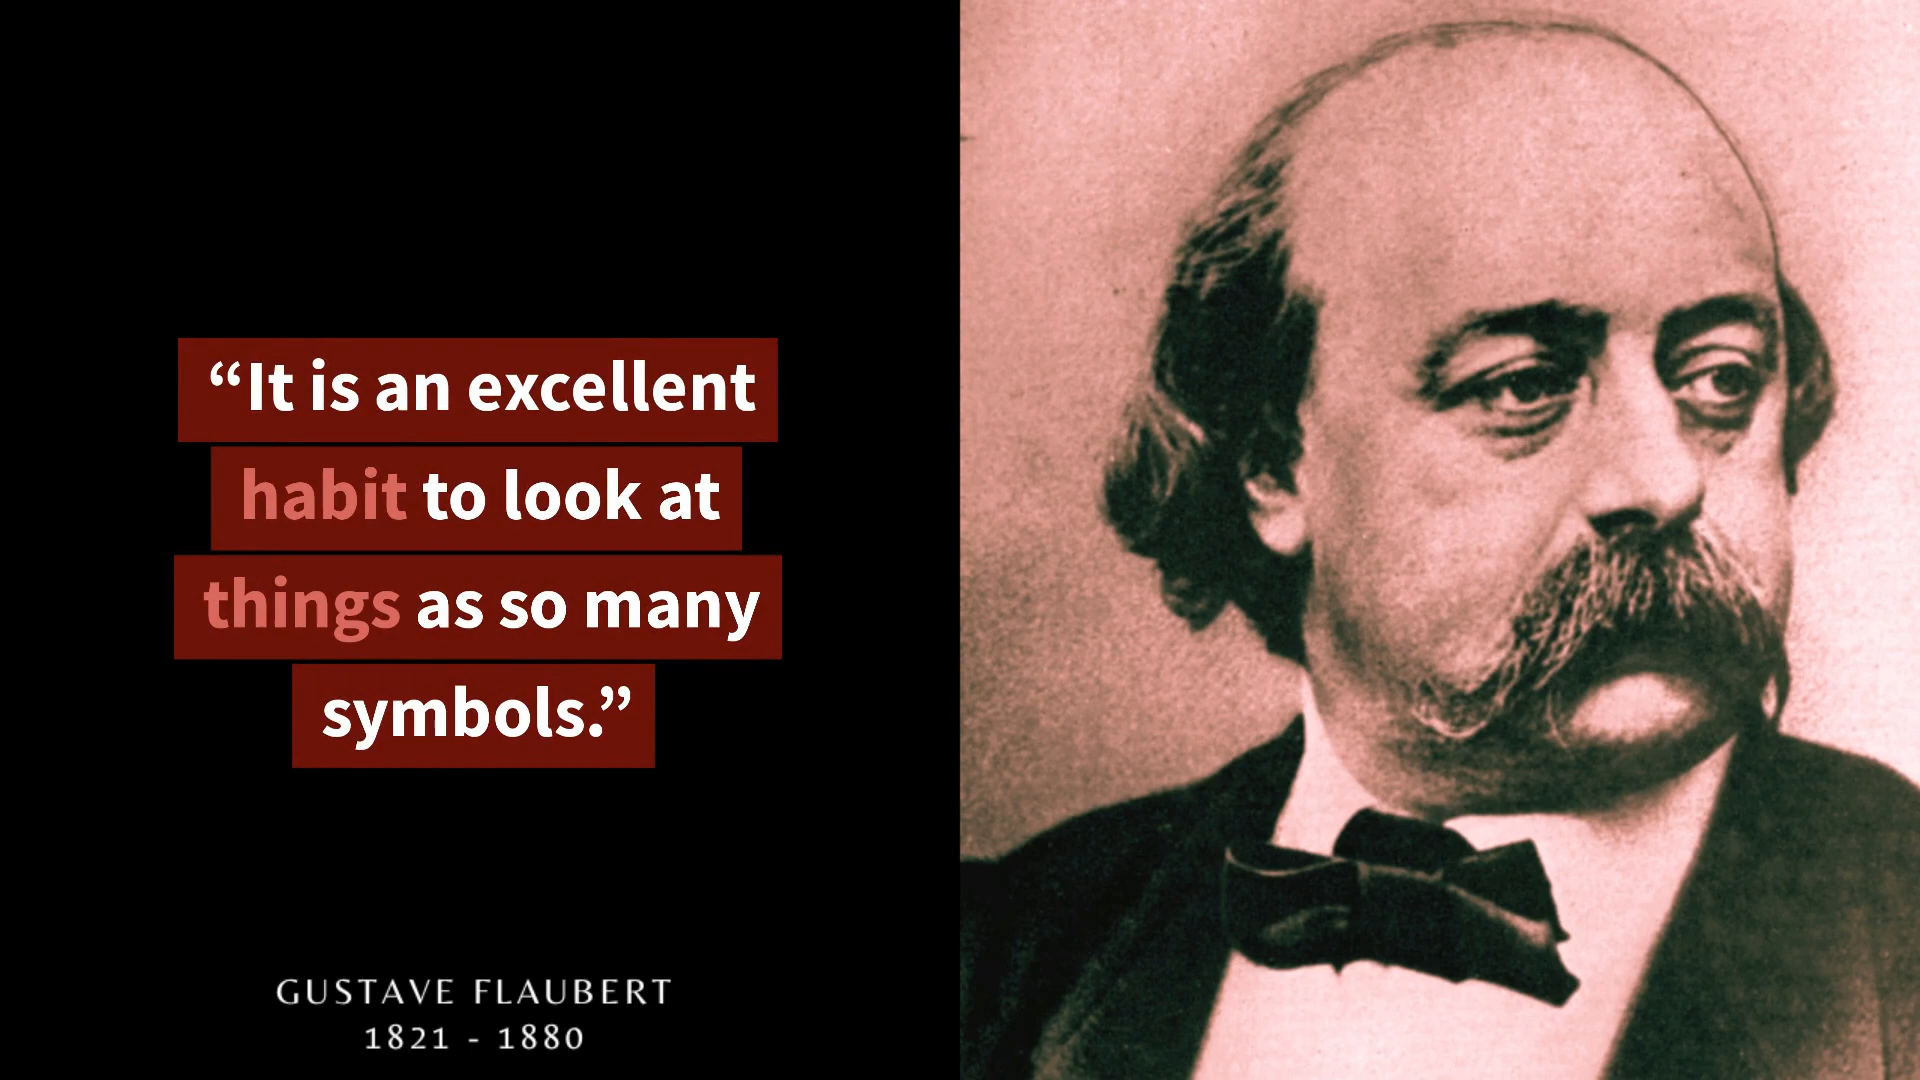 “It is an excellent
habit to look at
things as so many
symbols.”
GUSTAVE FLAUBERT
1821 - 1880